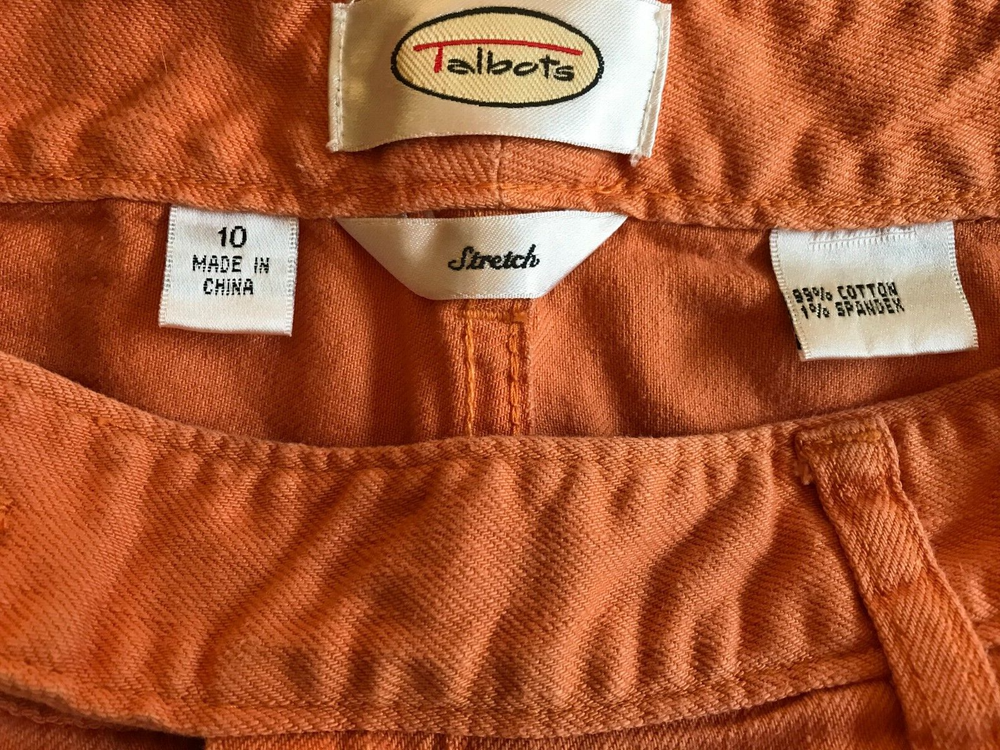 Talbots
10
MADE IN
CHINA
Stretch
99% COTTON
1% SPANDEX